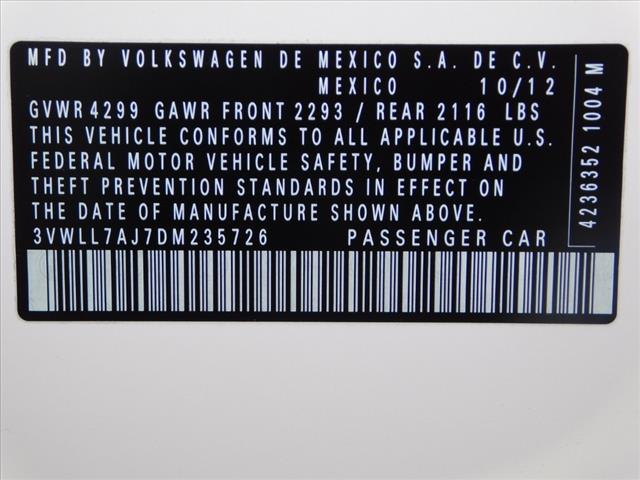 MFD BY VOLKSWAGEN DE MEXICO S.A. DE C.V.
MEXICO 10/12
GVWR 4299 GAWR FRONT 2293 / REAR 2116 LBS
THIS VEHICLE CONFORMS TO ALL APPLICABLE U.S.
FEDERAL MOTOR VEHICLE SAFETY, BUMPER AND
THEFT PREVENTION STANDARDS IN EFFECT ON
THE DATE OF MANUFACTURE SHOWN ABOVE.
3VWLL7AJ7DM235726 PASSENGER CAR
4236352 1004 M